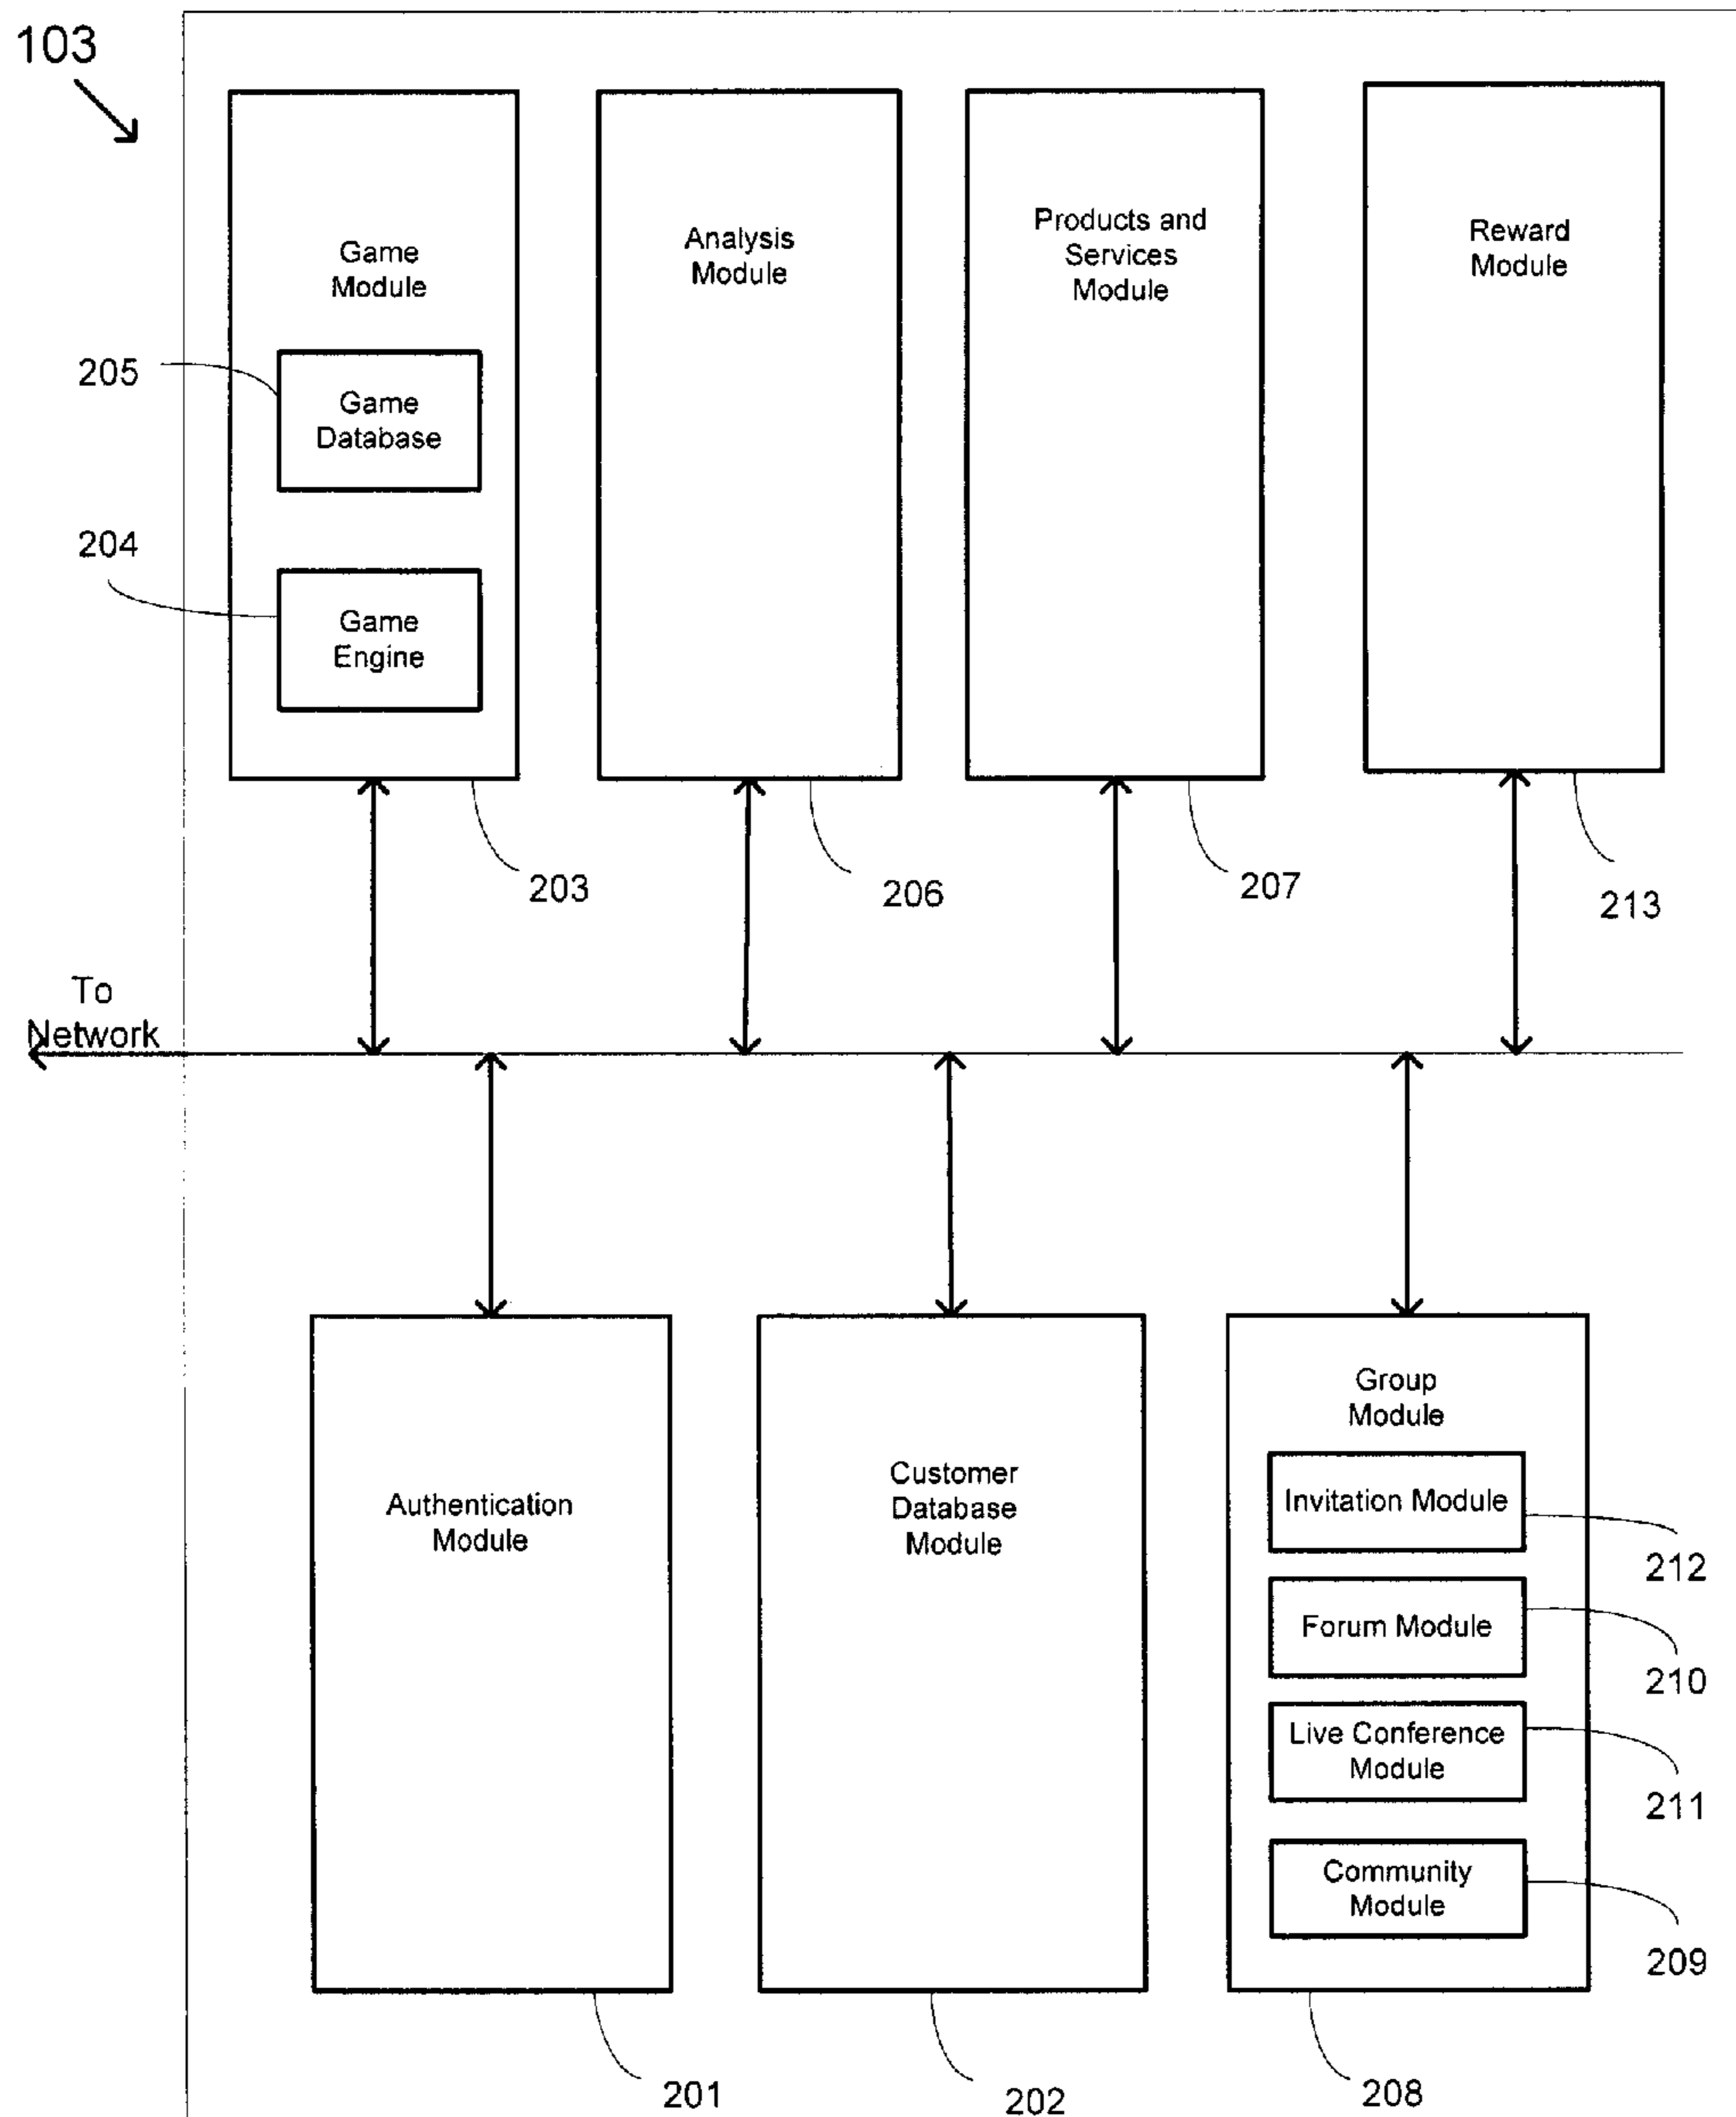 103
Game
Module
Analysis
Module
Products and
Services
Module
Reward
Module
205
Game
Database
204
Game
Engine
203
206
207
213
To
Network
Authentication
Module
Customer
Database
Module
Group
Module
Invitation Module
212
Forum Module
210
Live Conference
Module
211
Community
Module
209
201
202
208